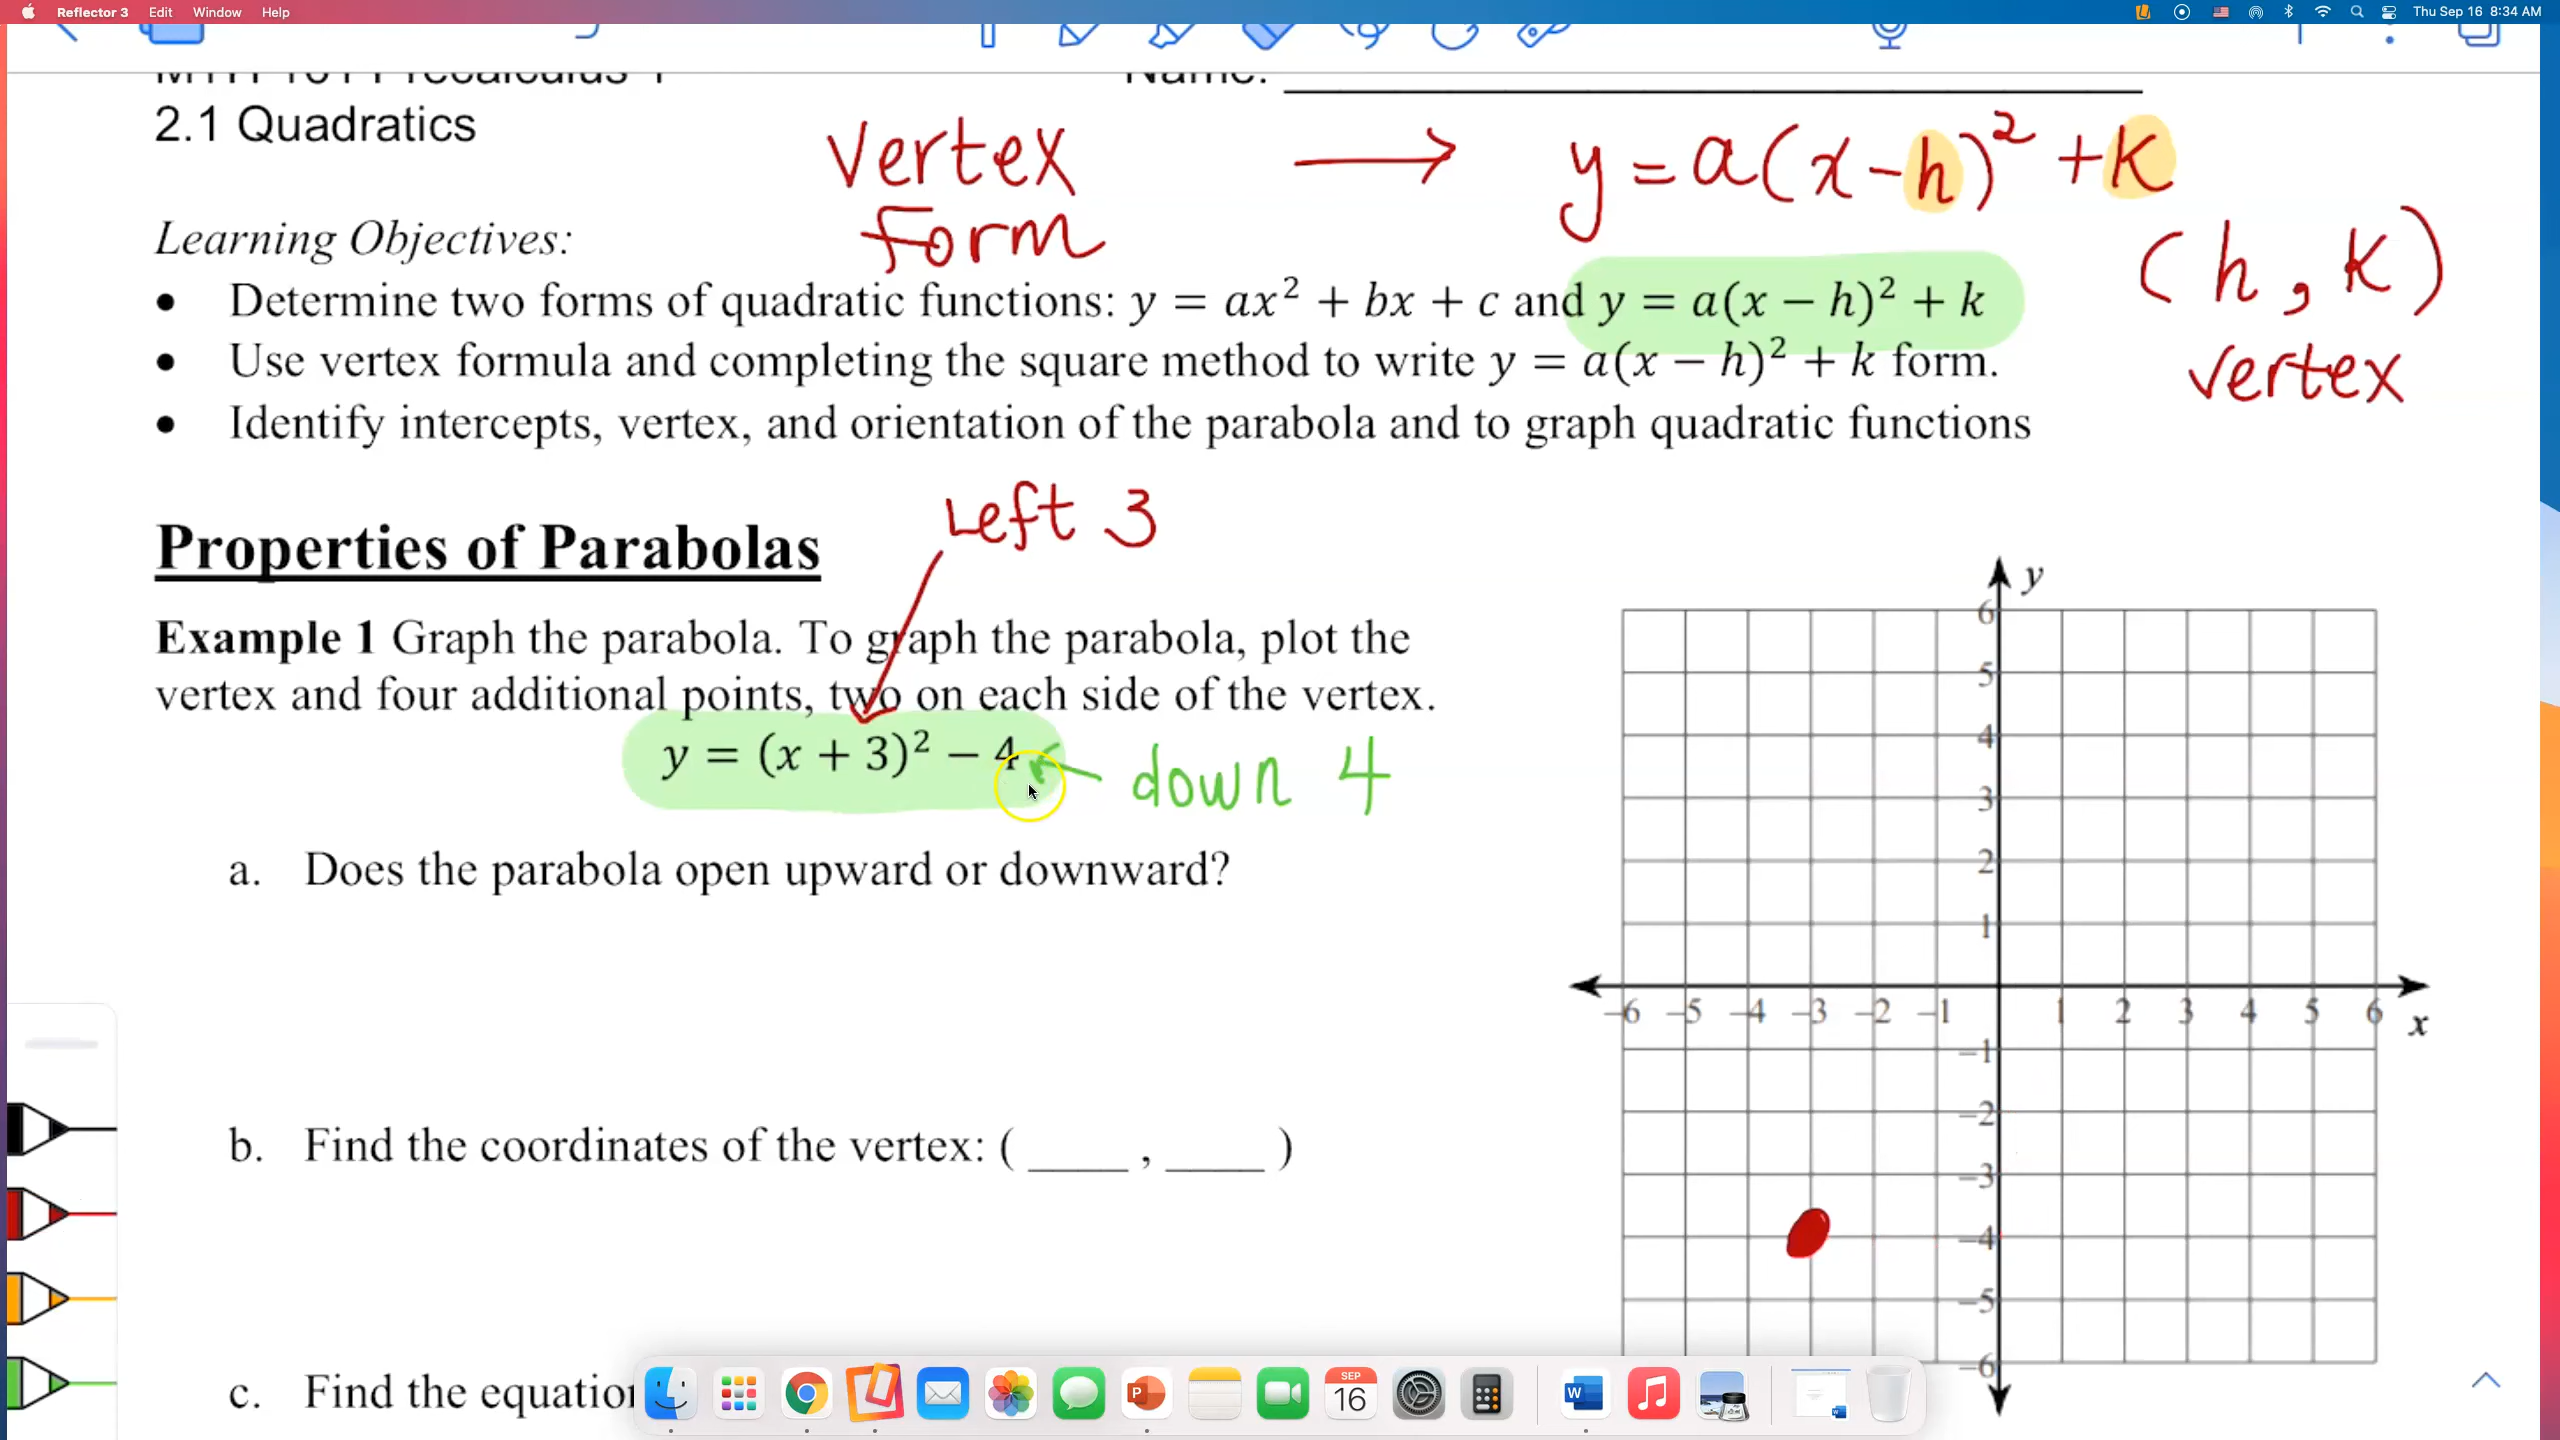 Reflector 3 Edit Window Help
Thu Sep 16 8:34 AM
2.1 Quadratics
vertex form → y = a(x-h)² + k
(h, k)
vertex
Learning Objectives:
• Determine two forms of quadratic functions: y = ax² + bx + c and y = a(x − h)² + k
• Use vertex formula and completing the square method to write y = a(x − h)² + k form.
• Identify intercepts, vertex, and orientation of the parabola and to graph quadratic functions
Left 3
Properties of Parabolas
Example 1 Graph the parabola. To graph the parabola, plot the
vertex and four additional points, two on each side of the vertex.
y = (x + 3)² − 4
down 4
a. Does the parabola open upward or downward?
b. Find the coordinates of the vertex: ( ____ , ____ )
c. Find the equation
y
6
5
4
3
2
1
−6 −5 −4 −3 −2 −1 1 2 3 4 5 6
x
−1
−2
−3
−4
−5
−6
SEP
16